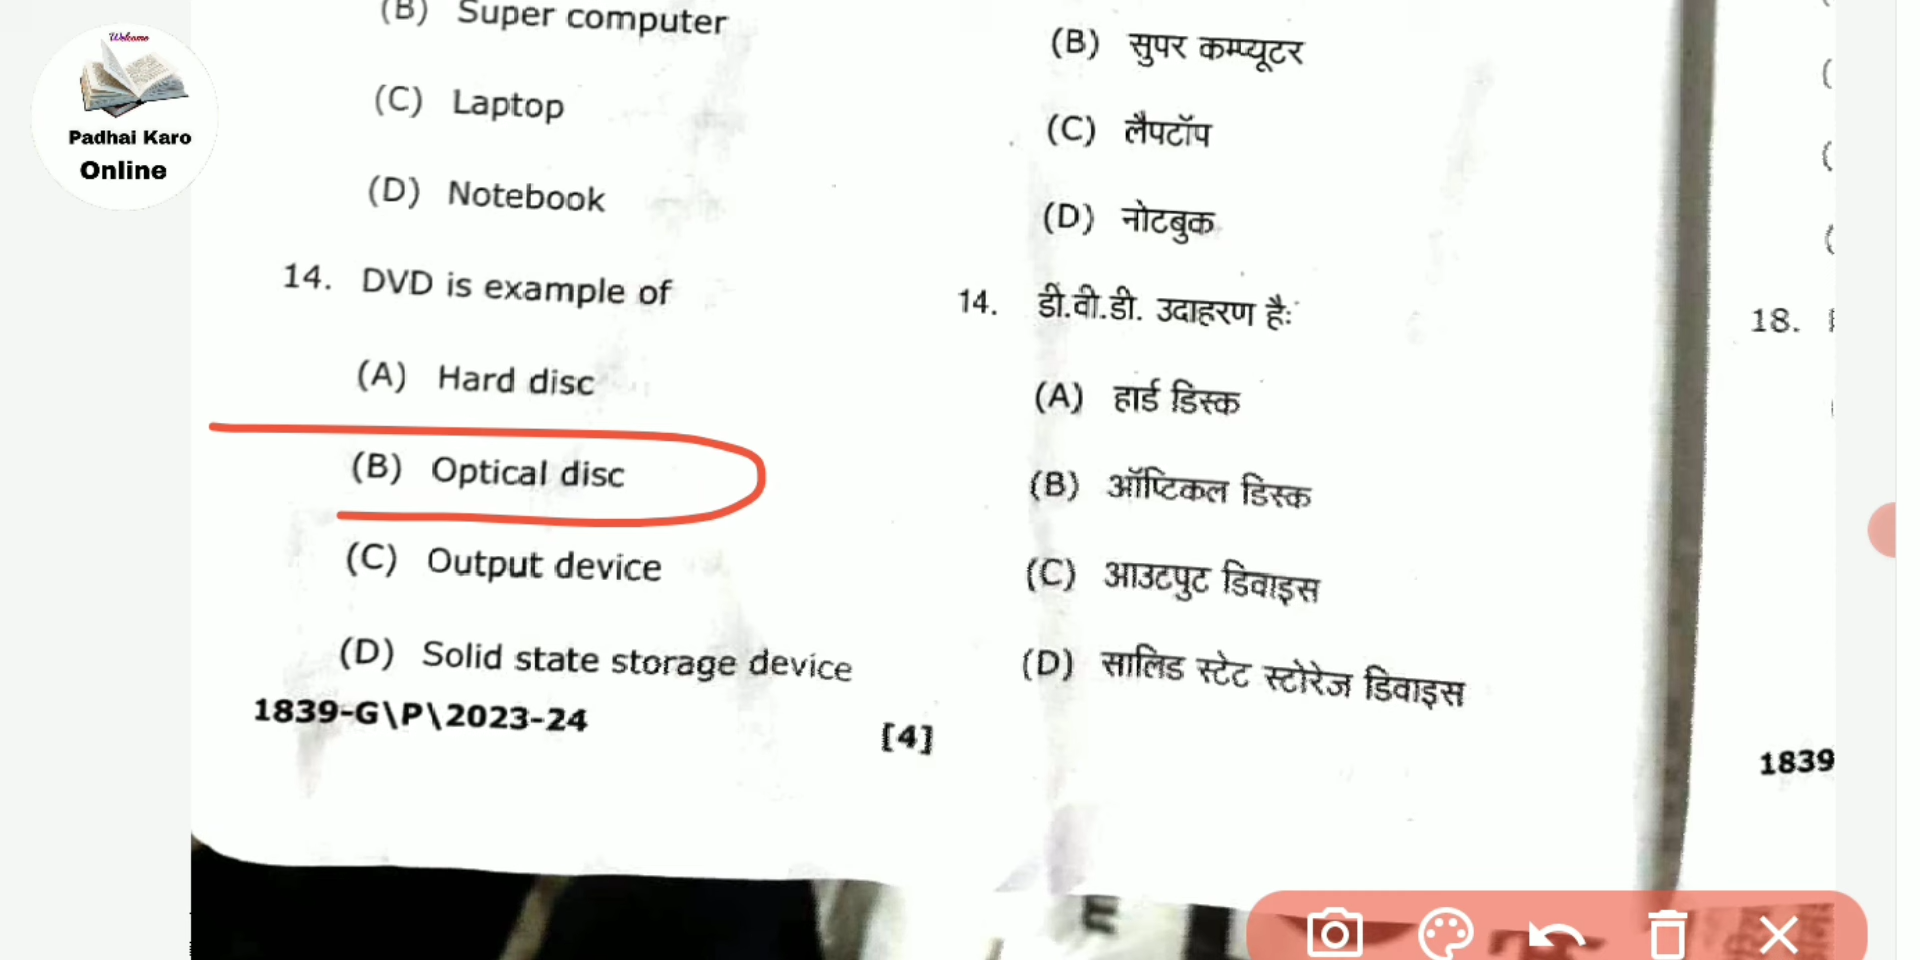 Welcome
Padhai Karo
Online
(B) Super computer
(C) Laptop
(D) Notebook
14. DVD is example of
(A) Hard disc
(B) Optical disc
(C) Output device
(D) Solid state storage device
1839-G\P\2023-24
[4]
(B) सुपर कम्प्यूटर
(C) लैपटॉप
(D) नोटबुक
14. डी.वी.डी. उदाहरण है:
(A) हार्ड डिस्क
(B) ऑप्टिकल डिस्क
(C) आउटपुट डिवाइस
(D) सालिड स्टेट स्टोरेज डिवाइस
18.
1839